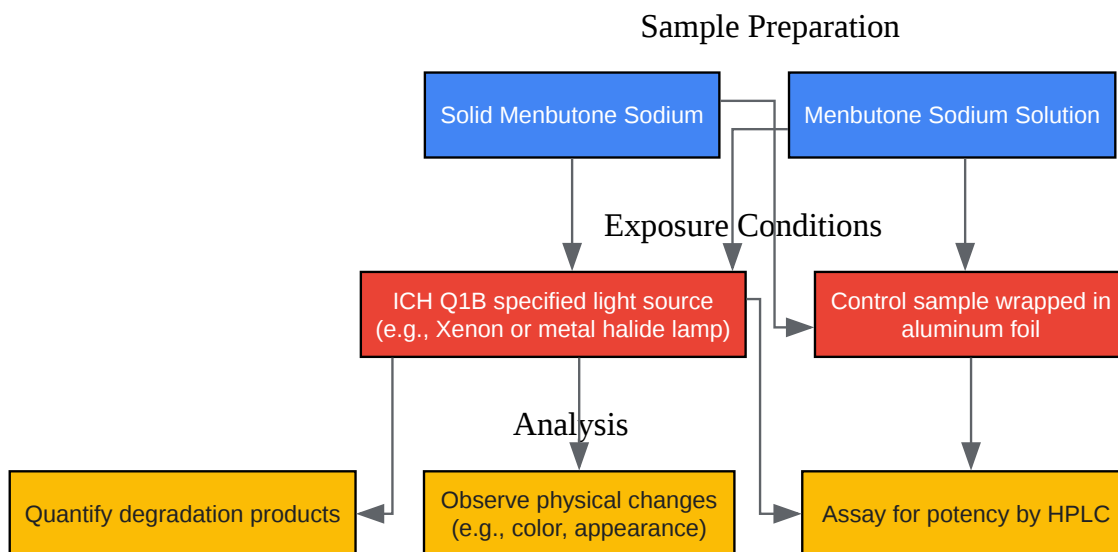 Sample Preparation
Solid Menbutone Sodium
Menbutone Sodium Solution
Exposure Conditions
ICH Q1B specified light source
(e.g., Xenon or metal halide lamp)
Control sample wrapped in
aluminum foil
Analysis
Quantify degradation products
Observe physical changes
(e.g., color, appearance)
Assay for potency by HPLC